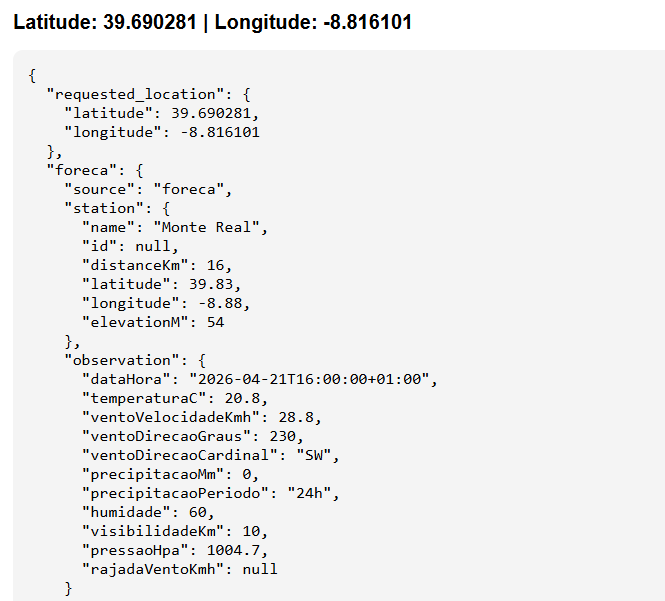 Latitude: 39.690281 | Longitude: -8.816101
{
  "requested_location": {
    "latitude": 39.690281,
    "longitude": -8.816101
  },
  "foreca": {
    "source": "foreca",
    "station": {
      "name": "Monte Real",
      "id": null,
      "distanceKm": 16,
      "latitude": 39.83,
      "longitude": -8.88,
      "elevationM": 54
    },
    "observation": {
      "dataHora": "2026-04-21T16:00:00+01:00",
      "temperaturaC": 20.8,
      "ventoVelocidadeKmh": 28.8,
      "ventoDirecaoGraus": 230,
      "ventoDirecaoCardinal": "SW",
      "precipitacaoMm": 0,
      "precipitacaoPeriodo": "24h",
      "humidade": 60,
      "visibilidadeKm": 10,
      "pressaoHpa": 1004.7,
      "rajadaVentoKmh": null
    }